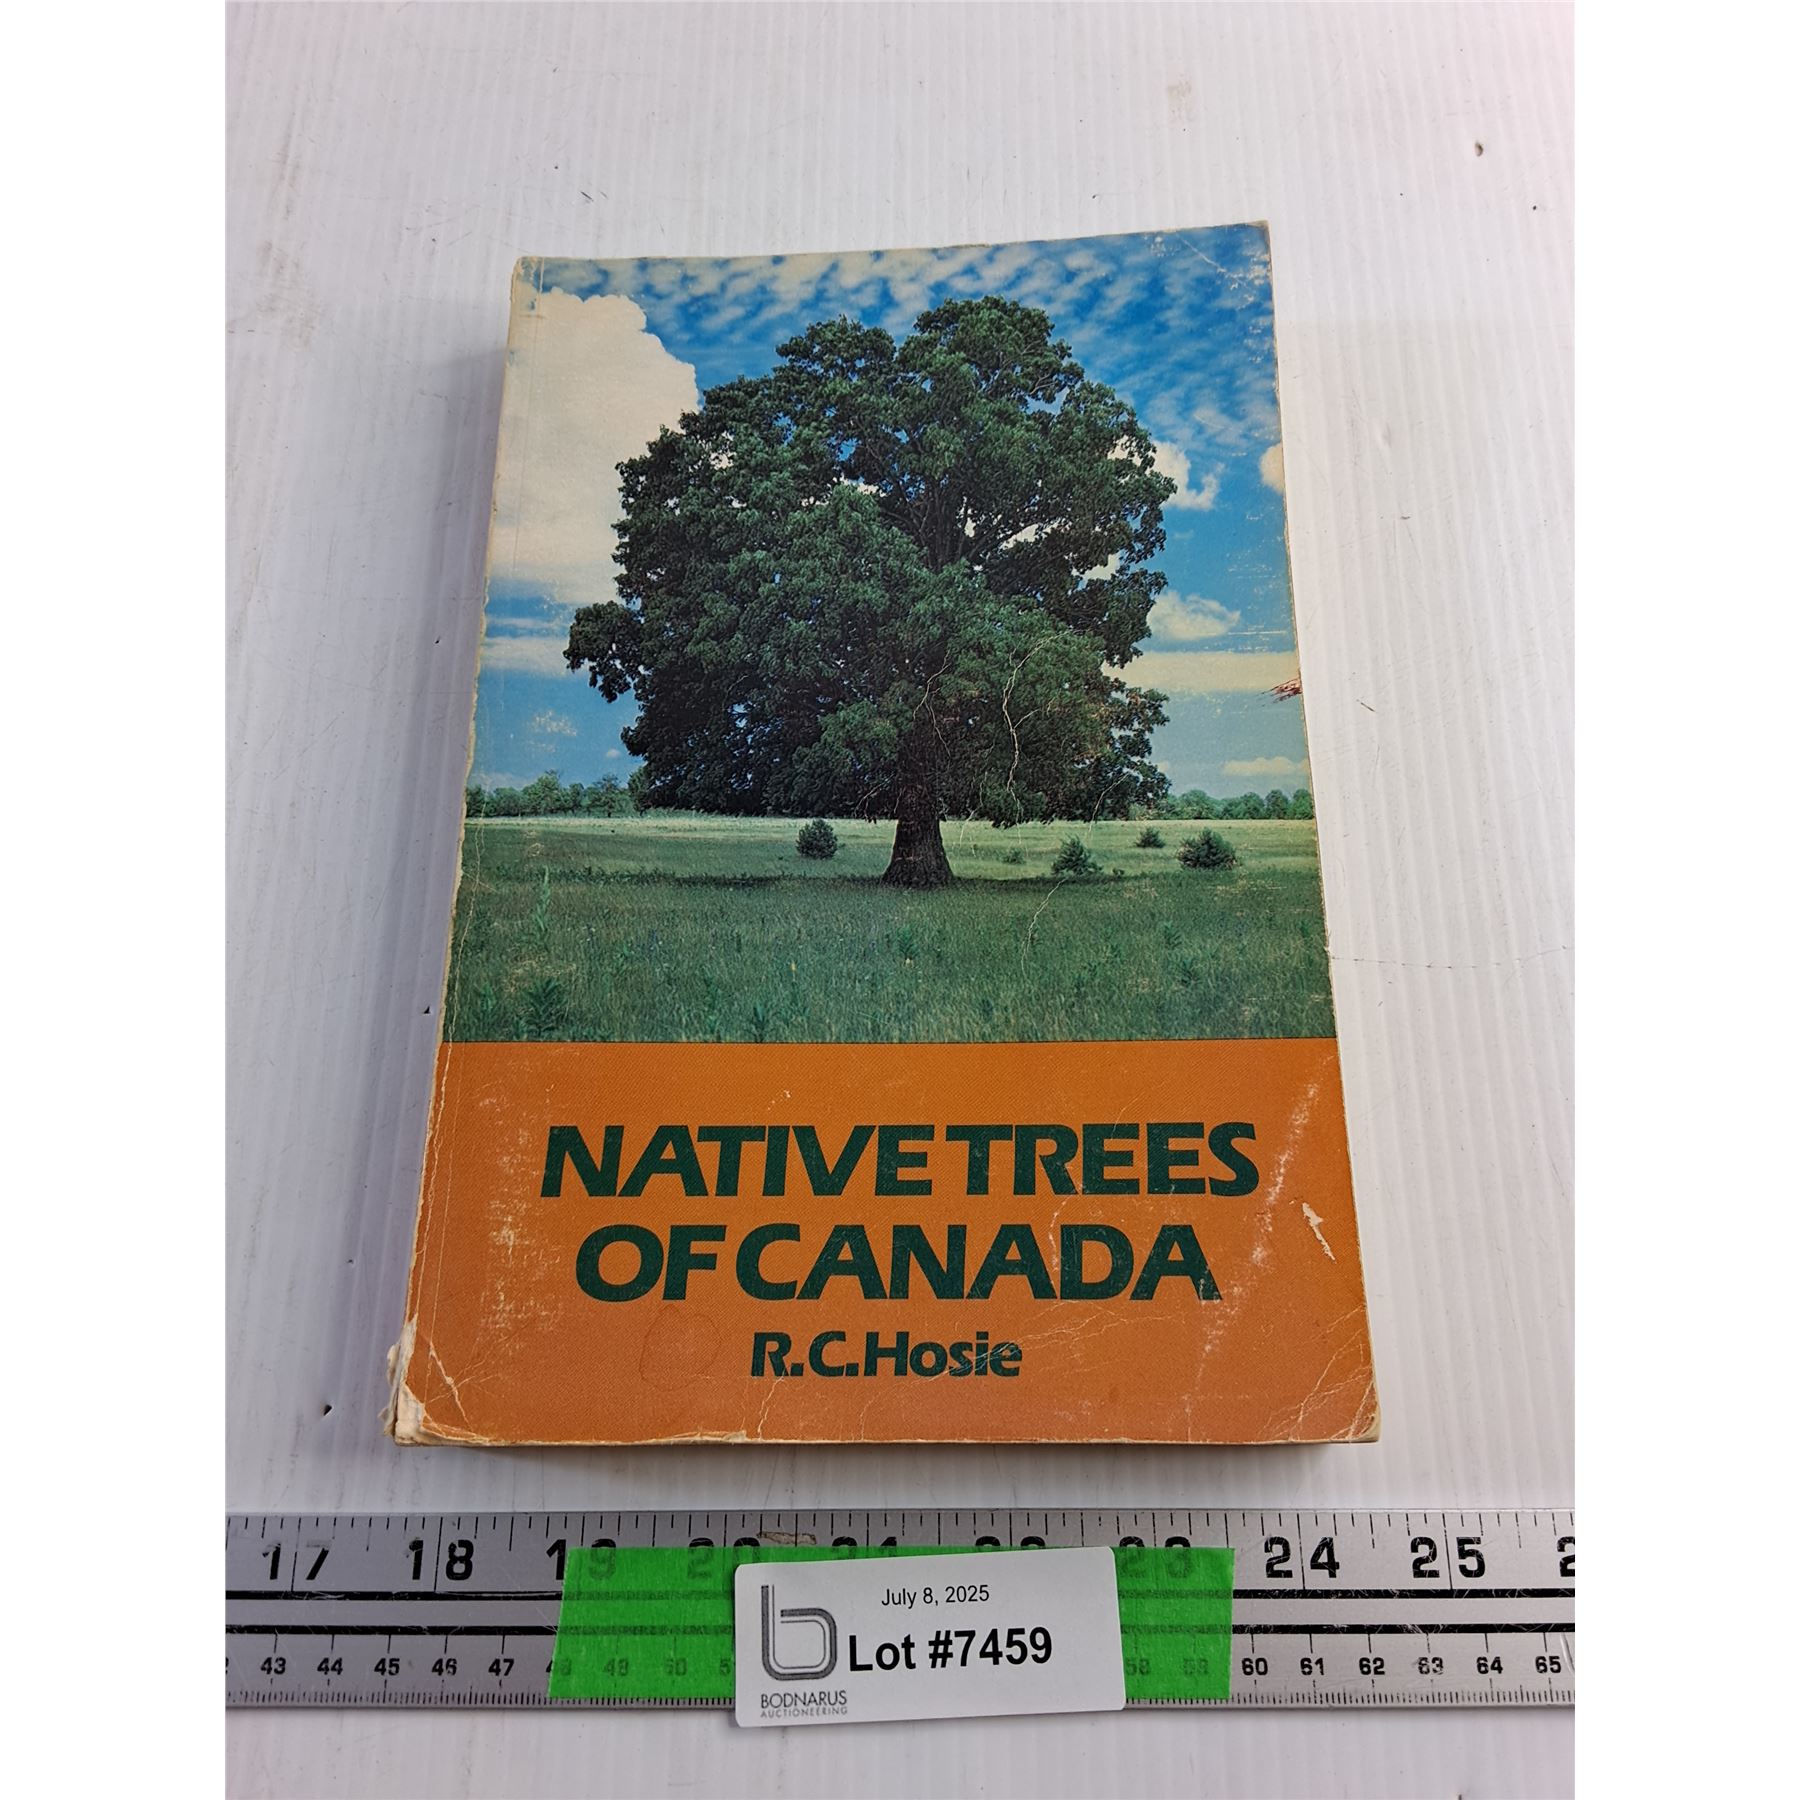 NATIVE TREES
OF CANADA
R.C.Hosie
17 18 19 20 21 22 23 24 25
July 8, 2025
Lot #7459
BODNARUS
AUCTIONEERING
43 44 45 46 47 48 49 50 58 59 60 61 62 63 64 65